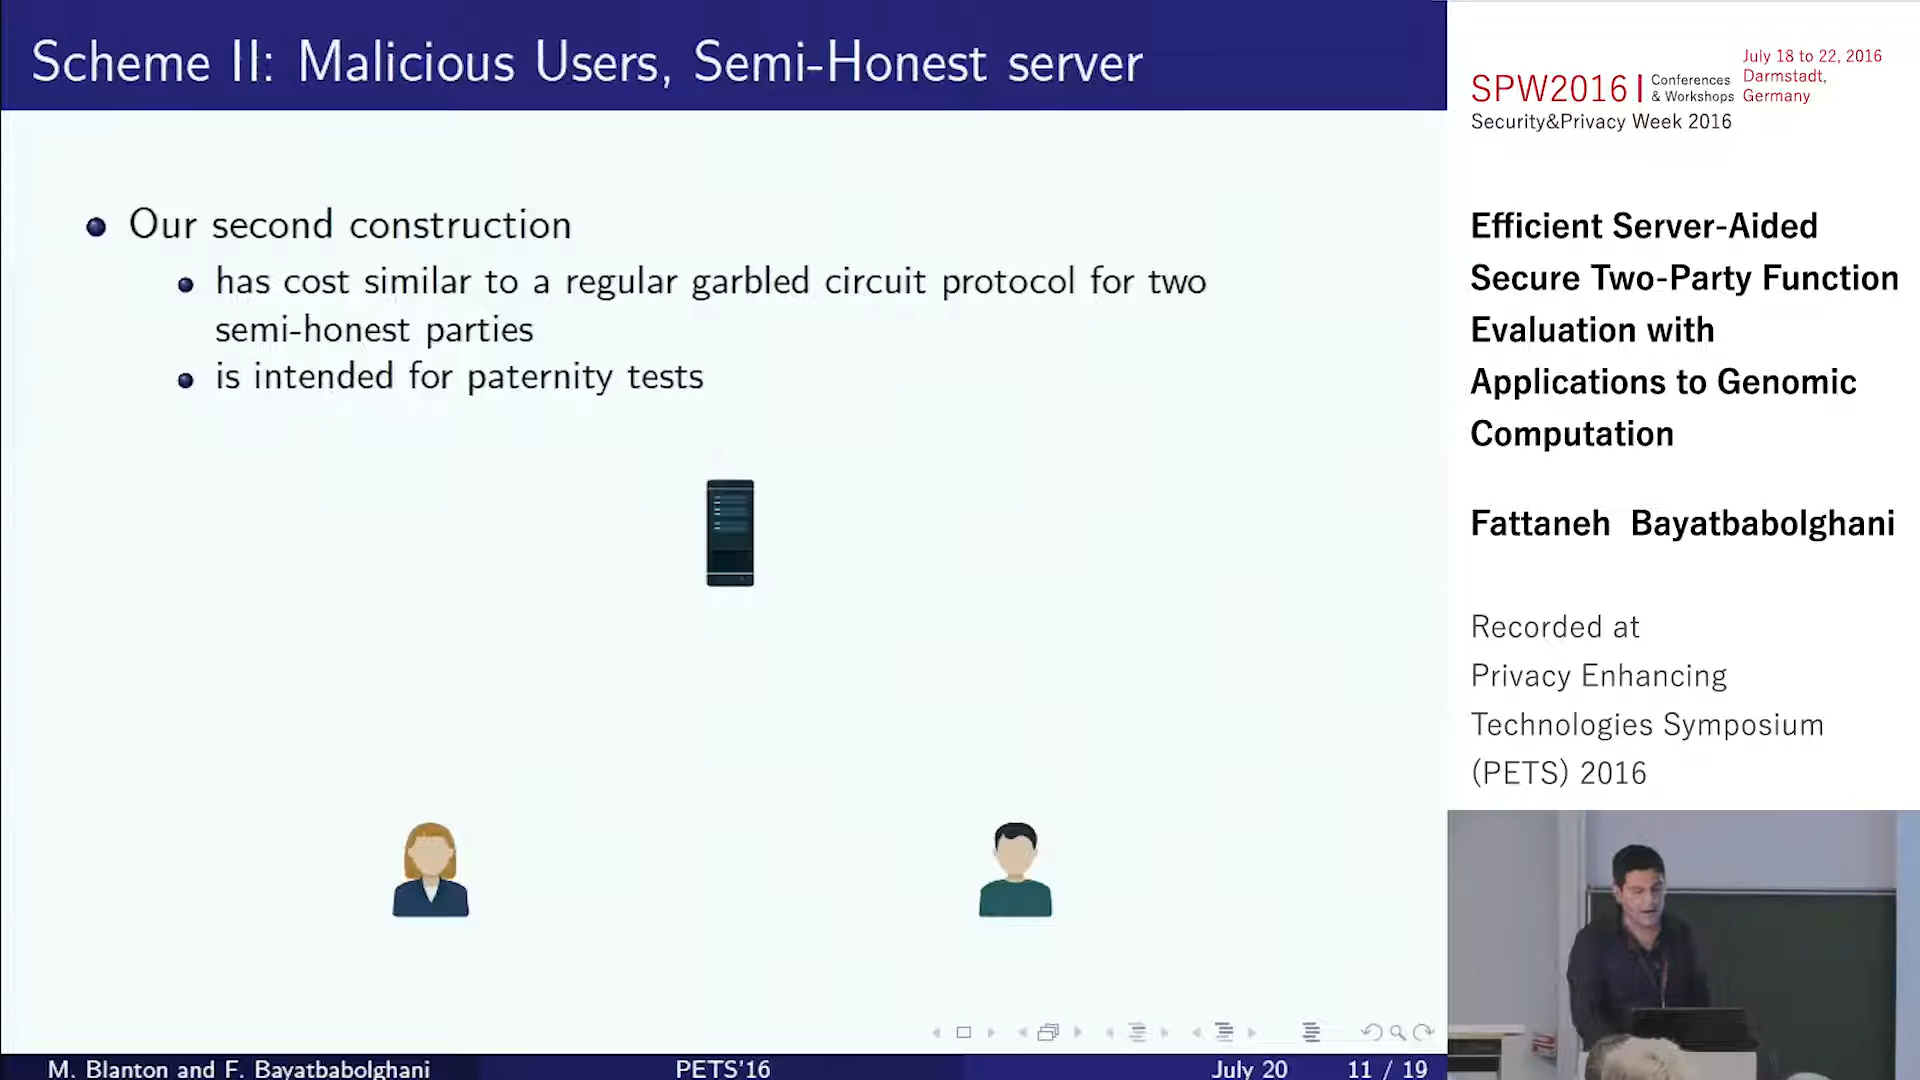 Scheme II: Malicious Users, Semi-Honest server
Our second construction
has cost similar to a regular garbled circuit protocol for two
semi-honest parties
is intended for paternity tests
M. Blanton and F. Bayatbabolghani
PETS'16
July 20
11 / 19
SPW2016
Conferences
& Workshops
July 18 to 22, 2016
Darmstadt,
Germany
Security&Privacy Week 2016
Efficient Server-Aided
Secure Two-Party Function
Evaluation with
Applications to Genomic
Computation
Fattaneh Bayatbabolghani
Recorded at
Privacy Enhancing
Technologies Symposium
(PETS) 2016